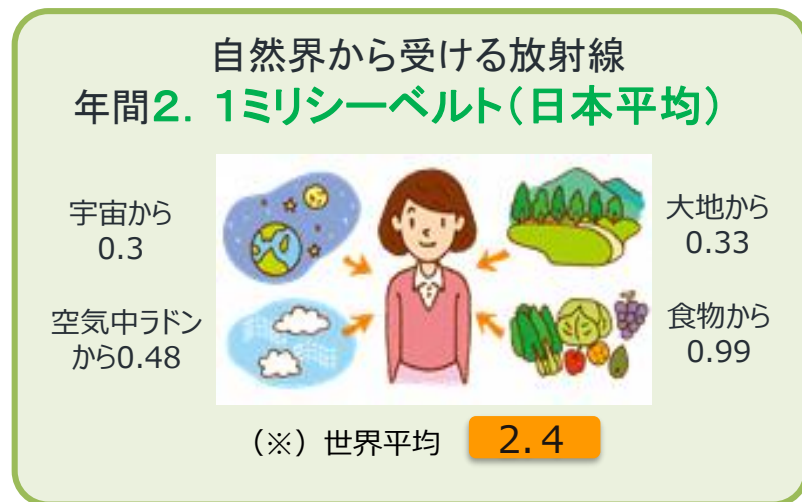 自然界から受ける放射線
年間２．１ミリシーベルト（日本平均）
宇宙から
0.3
大地から
0.33
空気中ラドン
から0.48
食物から
0.99
（※）世界平均 ２.４